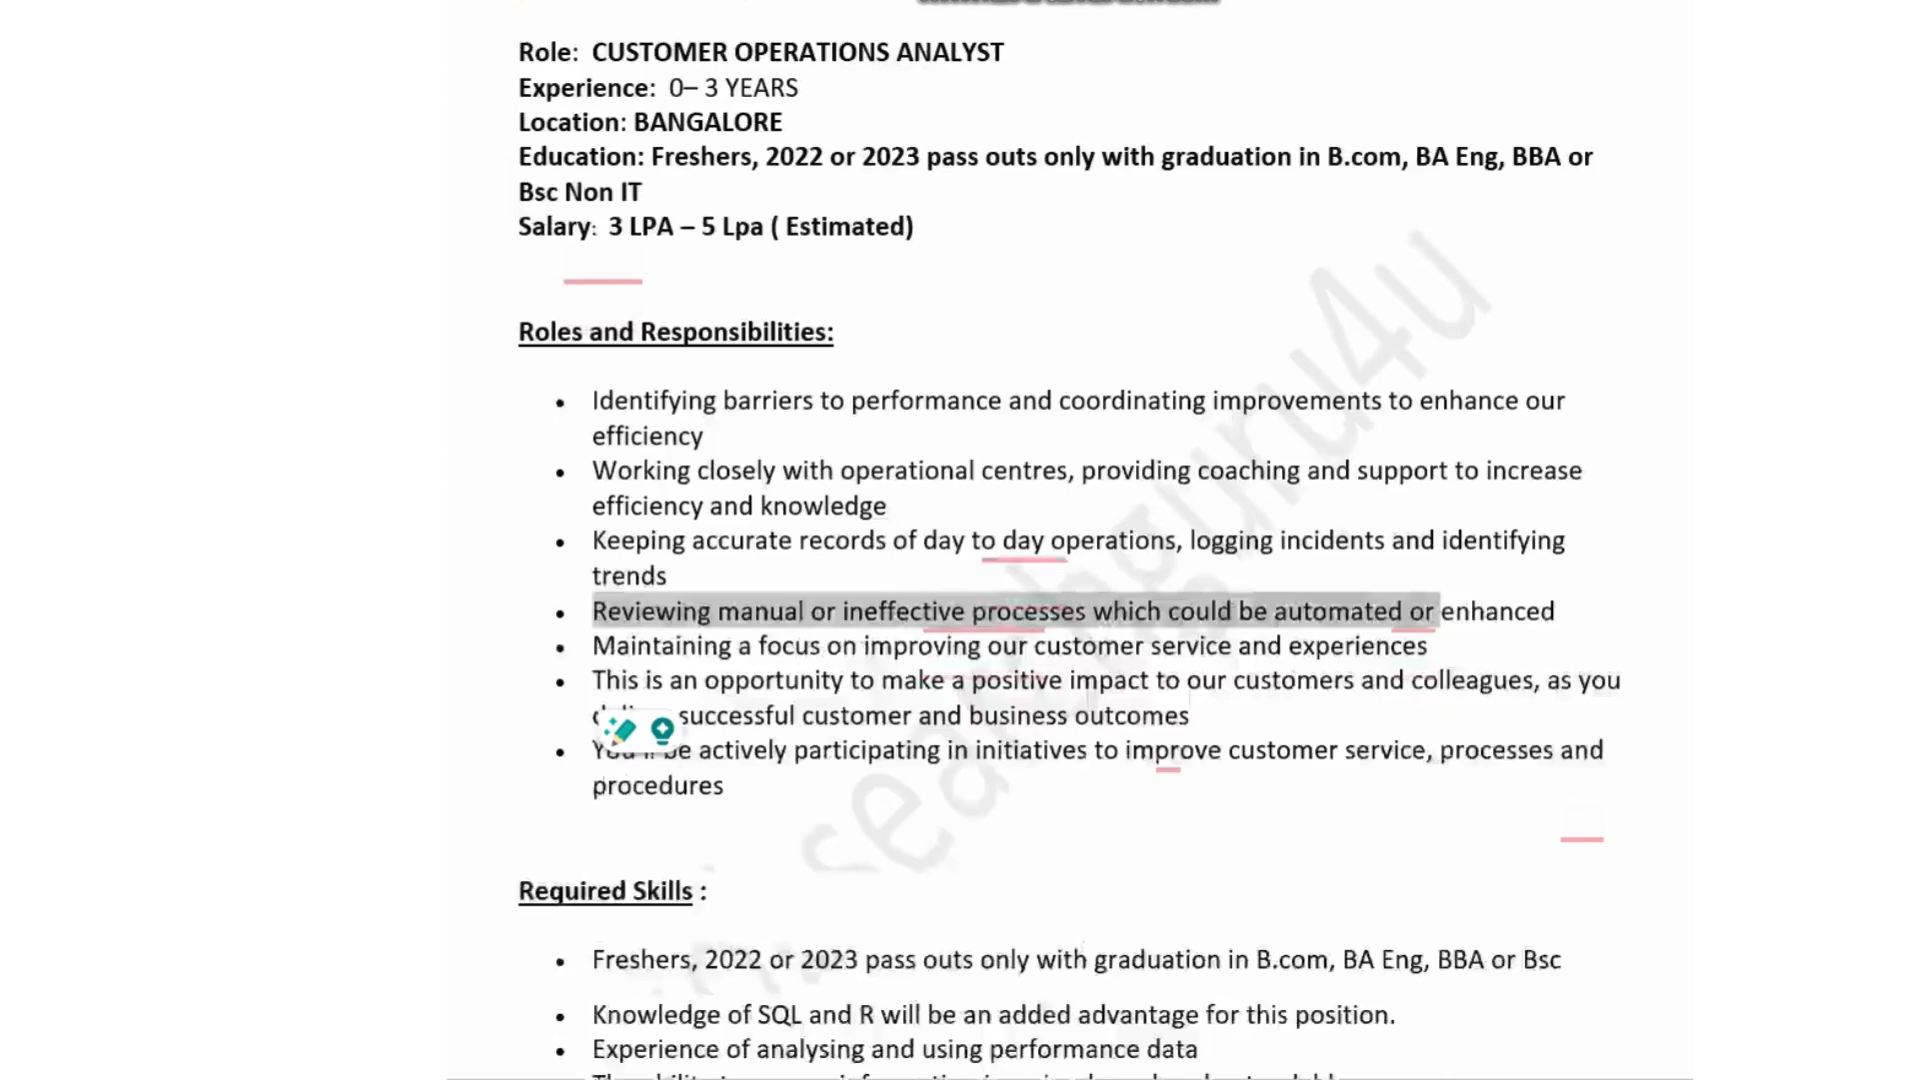 Role: CUSTOMER OPERATIONS ANALYST
Experience: 0– 3 YEARS
Location: BANGALORE
Education: Freshers, 2022 or 2023 pass outs only with graduation in B.com, BA Eng, BBA or
Bsc Non IT
Salary: 3 LPA – 5 Lpa ( Estimated)
Roles and Responsibilities:
• Identifying barriers to performance and coordinating improvements to enhance our
efficiency
• Working closely with operational centres, providing coaching and support to increase
efficiency and knowledge
• Keeping accurate records of day to day operations, logging incidents and identifying
trends
• Reviewing manual or ineffective processes which could be automated or enhanced
• Maintaining a focus on improving our customer service and experiences
• This is an opportunity to make a positive impact to our customers and colleagues, as you
successful customer and business outcomes
• be actively participating in initiatives to improve customer service, processes and
procedures
Required Skills :
• Freshers, 2022 or 2023 pass outs only with graduation in B.com, BA Eng, BBA or Bsc
• Knowledge of SQL and R will be an added advantage for this position.
• Experience of analysing and using performance data